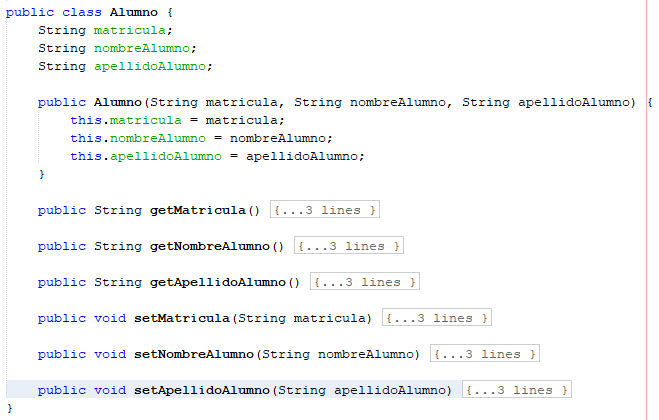 public class Alumno {
String matricula;
String nombreAlumno;
String apellidoAlumno;
public Alumno(String matricula, String nombreAlumno, String apellidoAlumno) {
this.matricula = matricula;
this.nombreAlumno = nombreAlumno;
this.apellidoAlumno = apellidoAlumno;
}
public String getMatricula() {...3 lines }
public String getNombreAlumno() {...3 lines }
public String getApellidoAlumno() {...3 lines }
public void setMatricula(String matricula) {...3 lines }
public void setNombreAlumno(String nombreAlumno) {...3 lines }
public void setApellidoAlumno(String apellidoAlumno) {...3 lines }
}